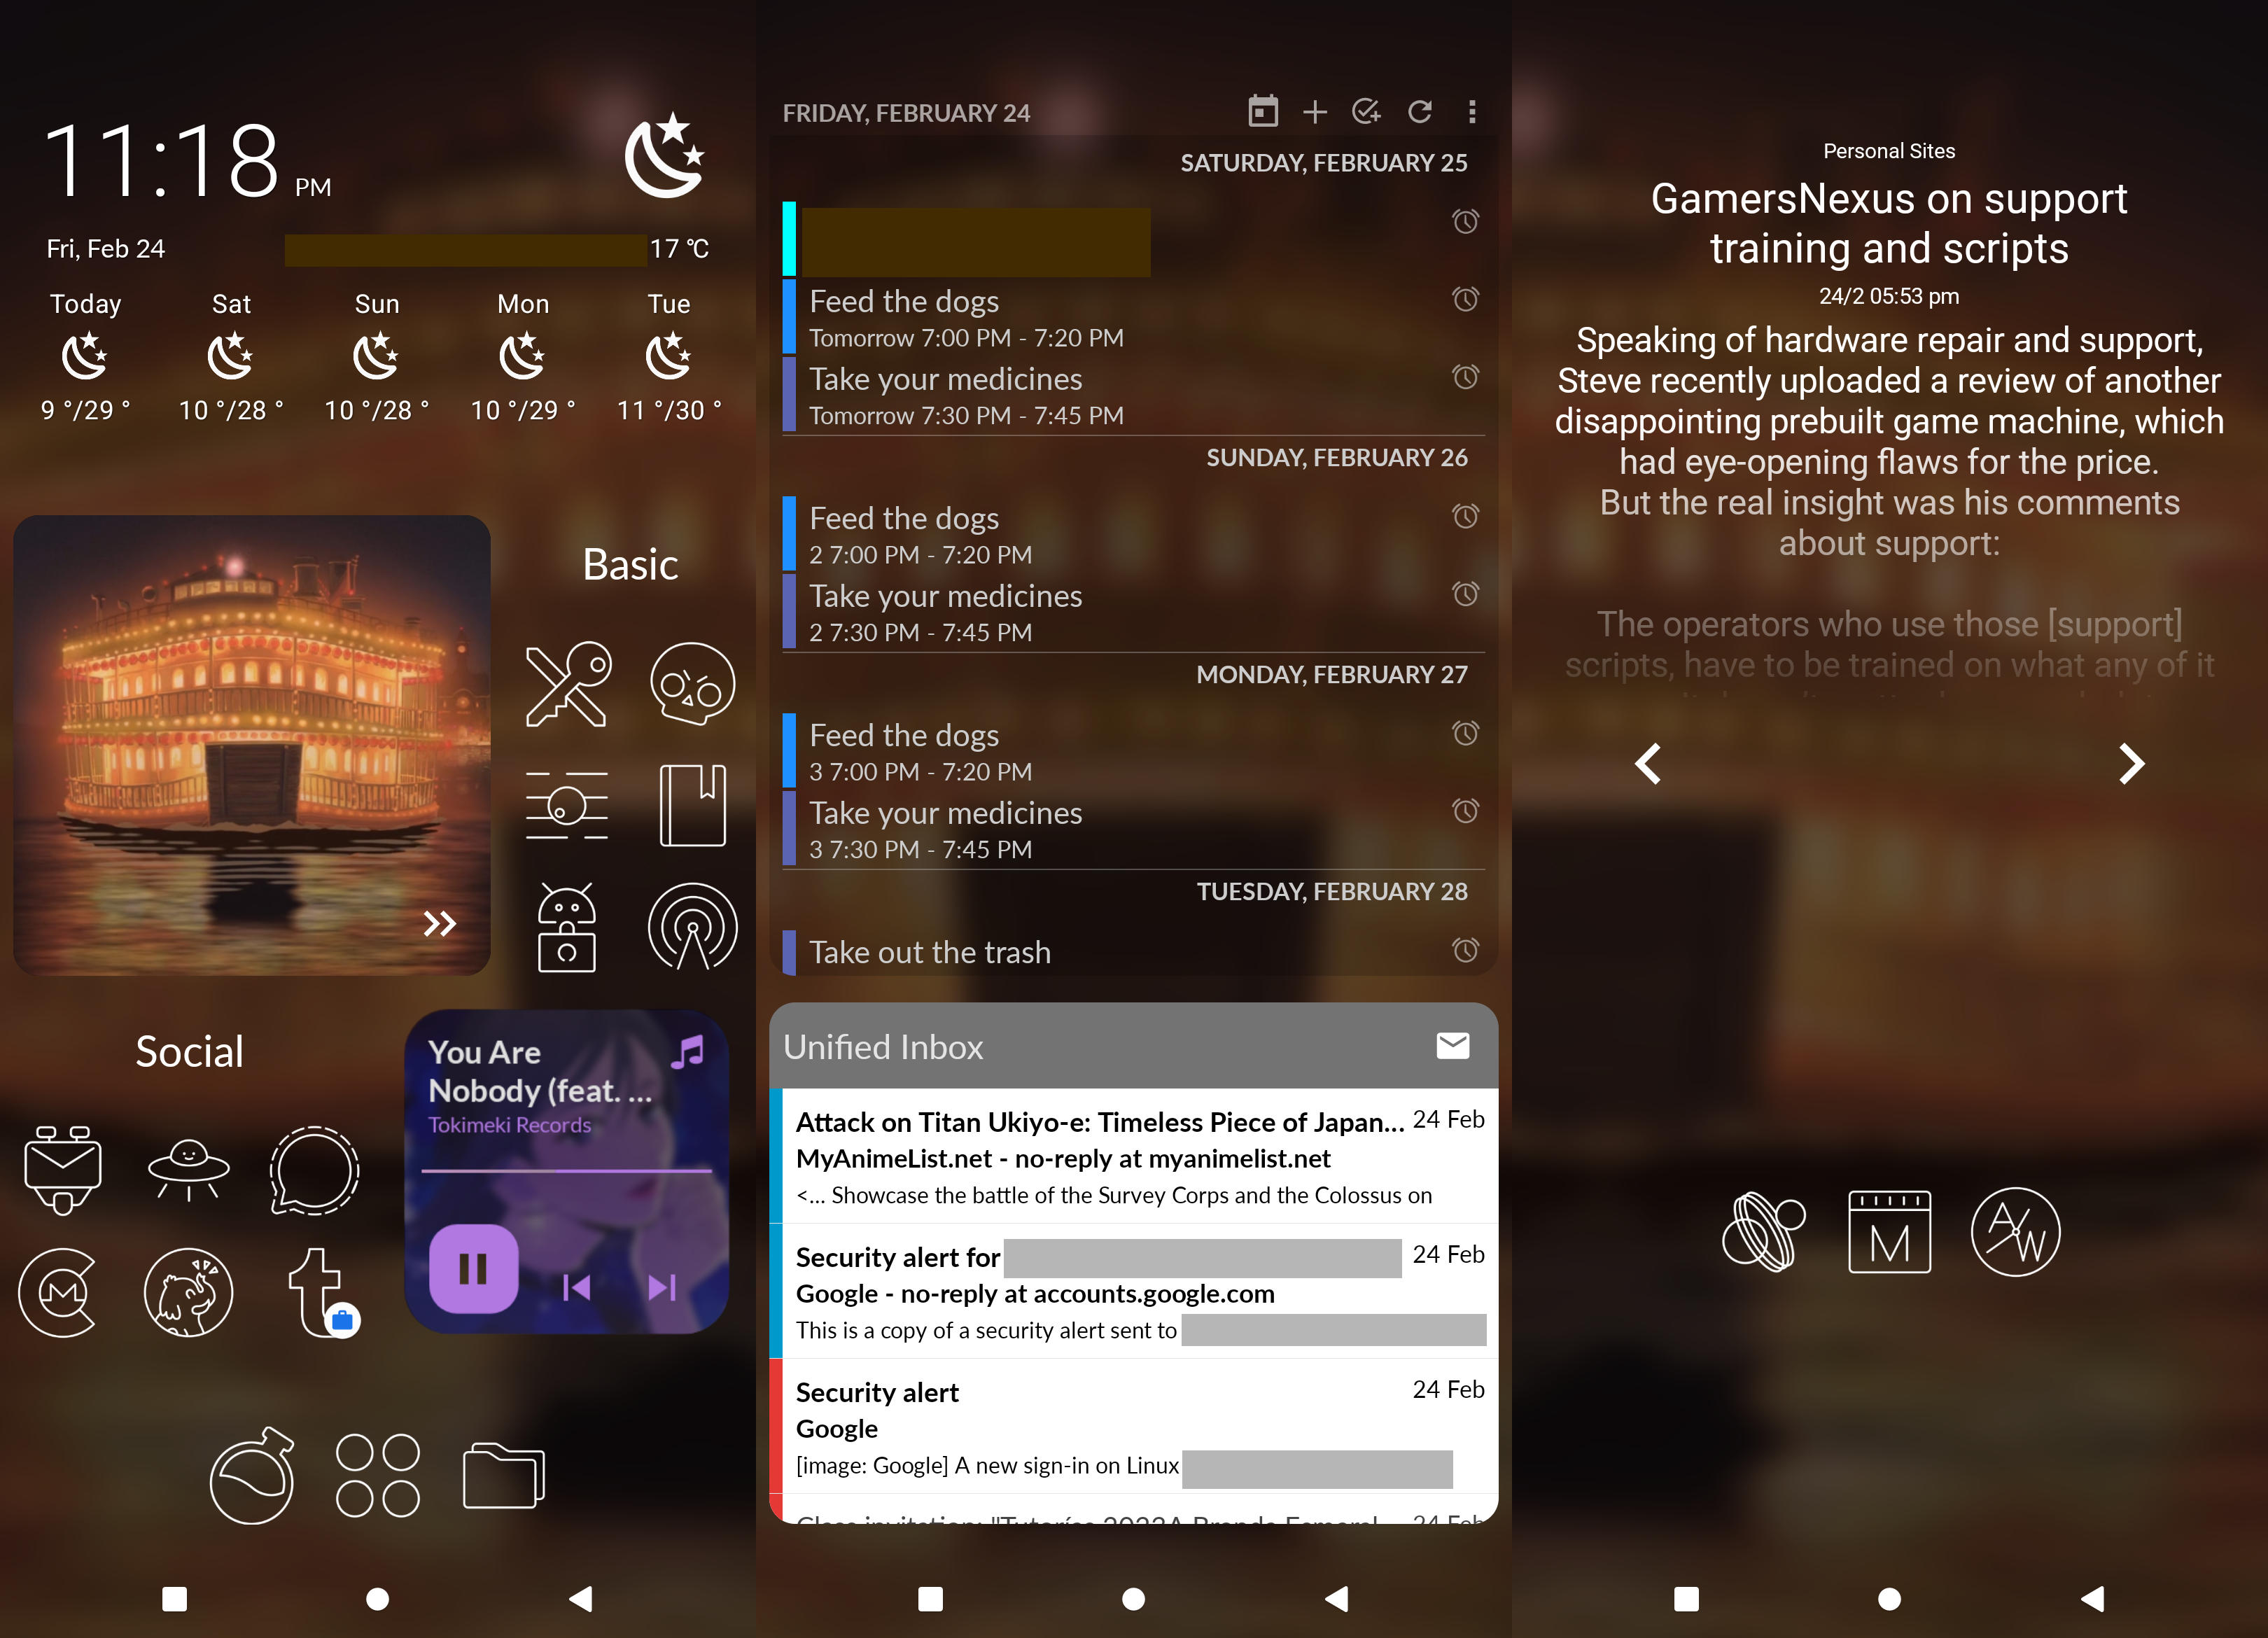 11:18 PM
Fri, Feb 24
17 °C
Today Sat Sun Mon Tue
9 °/29 ° 10 °/28 ° 10 °/28 ° 10 °/29 ° 11 °/30 °
Basic
Social
You Are
Nobody (feat. ...
Tokimeki Records
FRIDAY, FEBRUARY 24
SATURDAY, FEBRUARY 25
Feed the dogs
Tomorrow 7:00 PM - 7:20 PM
Take your medicines
Tomorrow 7:30 PM - 7:45 PM
SUNDAY, FEBRUARY 26
Feed the dogs
2 7:00 PM - 7:20 PM
Take your medicines
2 7:30 PM - 7:45 PM
MONDAY, FEBRUARY 27
Feed the dogs
3 7:00 PM - 7:20 PM
Take your medicines
3 7:30 PM - 7:45 PM
TUESDAY, FEBRUARY 28
Take out the trash
Unified Inbox
Attack on Titan Ukiyo-e: Timeless Piece of Japan... 24 Feb
MyAnimeList.net - no-reply at myanimelist.net
<... Showcase the battle of the Survey Corps and the Colossus on
Security alert for 24 Feb
Google - no-reply at accounts.google.com
This is a copy of a security alert sent to
Security alert 24 Feb
Google
[image: Google] A new sign-in on Linux
24 Feb
Personal Sites
GamersNexus on support
training and scripts
24/2 05:53 pm
Speaking of hardware repair and support,
Steve recently uploaded a review of another
disappointing prebuilt game machine, which
had eye-opening flaws for the price.
But the real insight was his comments
about support:
The operators who use those [support]
scripts, have to be trained on what any of it
M
A/W